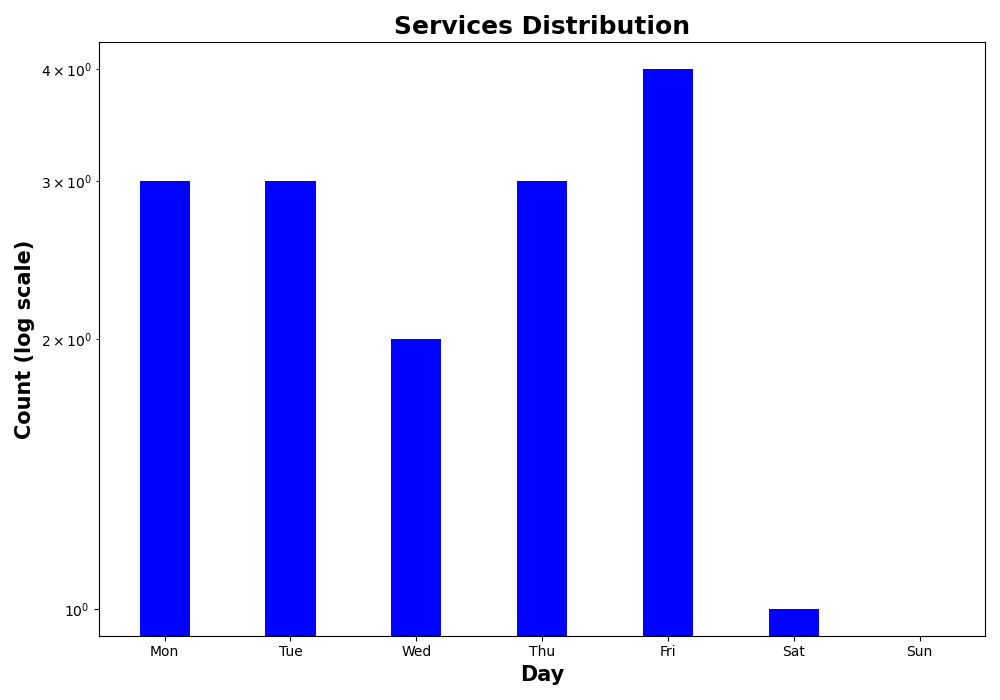 Services Distribution
Count (log scale)
4 × 10⁰
3 × 10⁰
2 × 10⁰
10⁰
Mon Tue Wed Thu Fri Sat Sun
Day